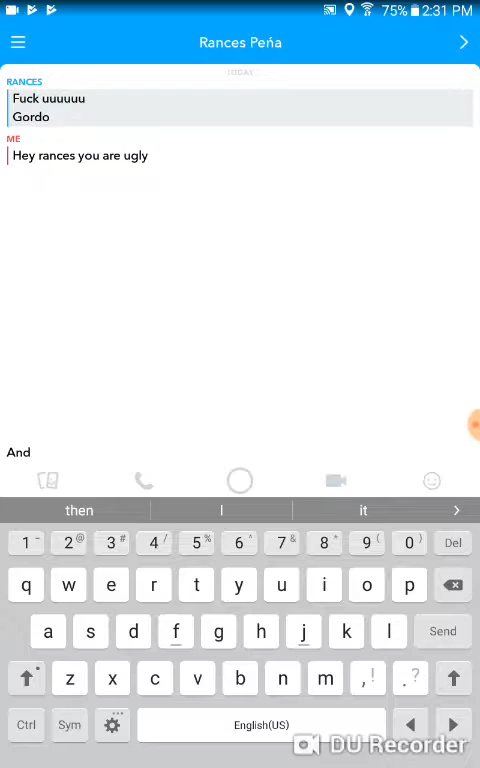 75% 2:31 PM
Rances Peńa
TODAY
RANCES
Fuck uuuuuu
Gordo
ME
Hey rances you are ugly
And
then I it
1 - 2 @ 3 # 4 / 5 % 6 ^ 7 & 8 * 9 ( 0 ) Del
q w e r t y u i o p
a s d f g h j k l Send
z x c v b n m , ! . ?
Ctrl Sym English(US)
DU Recorder